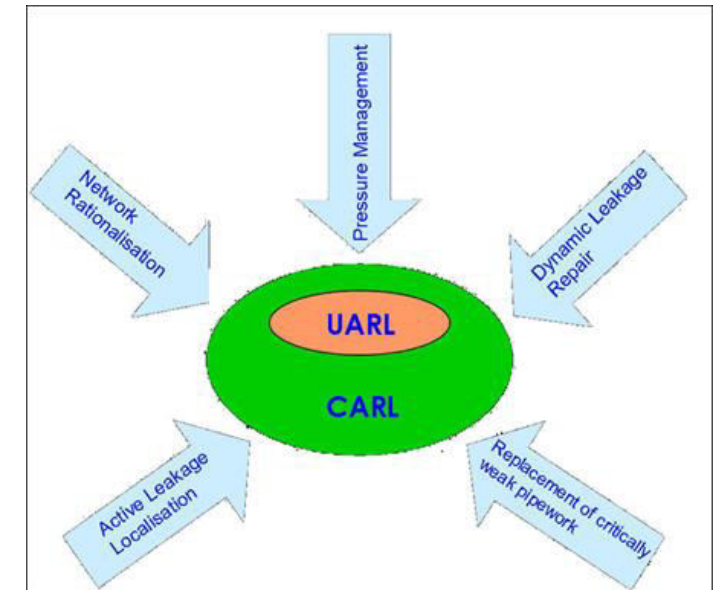 Pressure Management
Network
Rationalisation
Dynamic Leakage
Repair
UARL
CARL
Active Leakage
Localisation
Replacement of critically
weak pipework